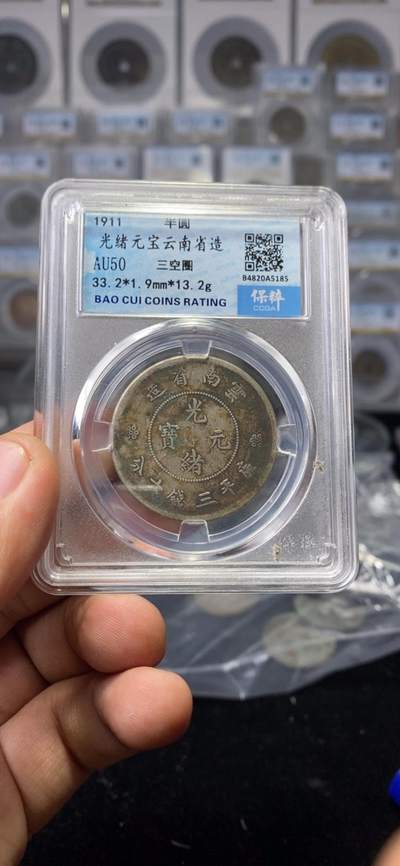 1911 半圆
光绪元宝云南省造
AU50 三空圈
33.2*1.9mm*13.2g
BAO CUI COINS RATING
B4820A5185
保粹
CCGA
造省南雲
光
寶 元
緒
庫平三錢六分